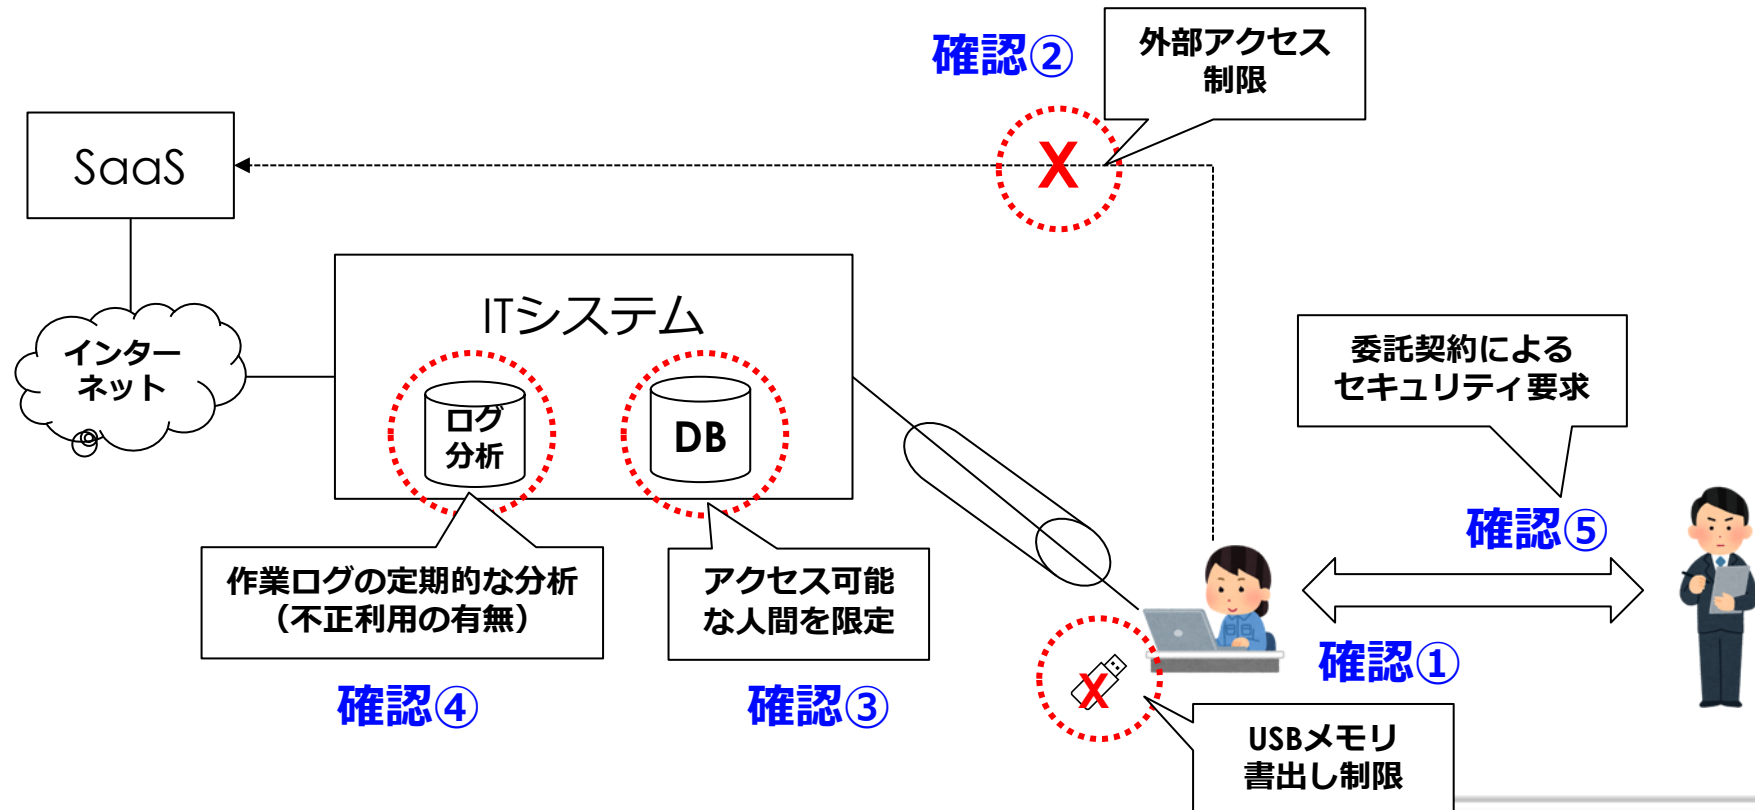 確認②
外部アクセス
制限
X
SaaS
ITシステム
インター
ネット
ログ
分析
DB
委託契約による
セキュリティ要求
確認⑤
作業ログの定期的な分析
（不正利用の有無）
アクセス可能
な人間を限定
確認①
X
確認④
確認③
USBメモリ
書出し制限